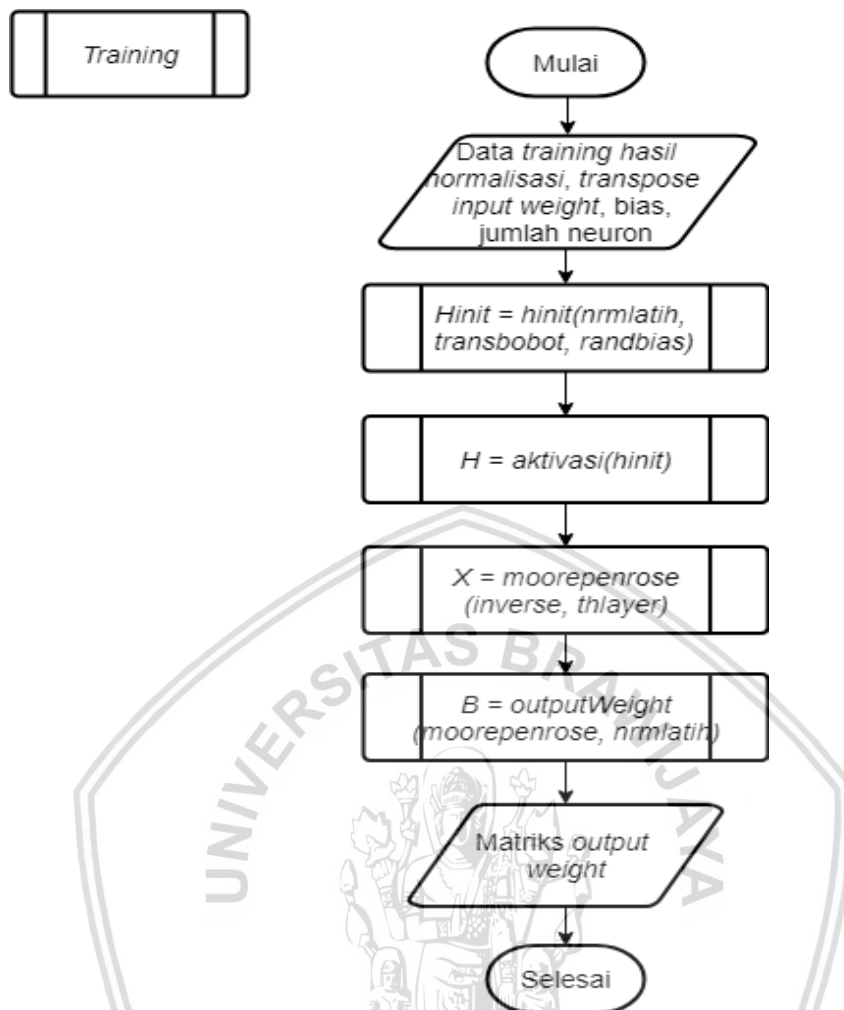 Training
Mulai
Data training hasil
normalisasi, transpose
input weight, bias,
jumlah neuron
Hinit = hinit(nrmlatih,
transbobot, randbias)
H = aktivasi(hinit)
X = moorepenrose
(inverse, thlayer)
B = outputWeight
(moorepenrose, nrmlatih)
Matriks output
weight
Selesai
UNIVERSITAS BRAWIJAYA